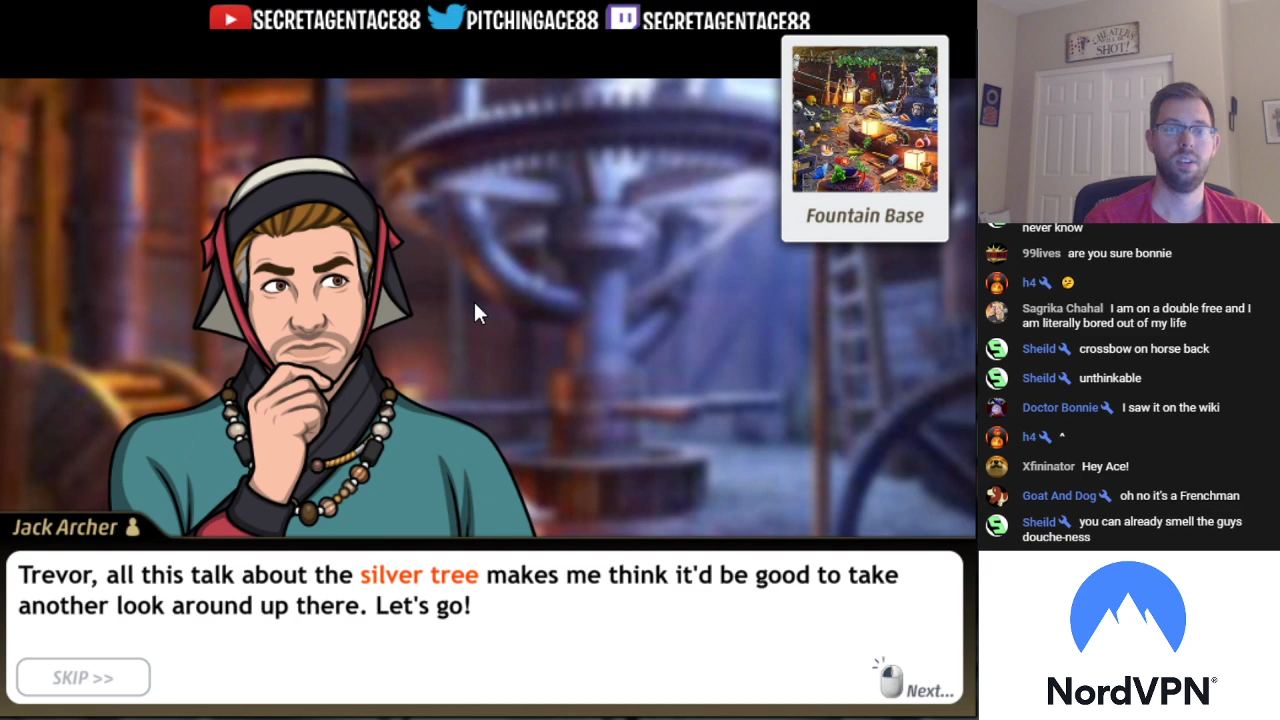 SECRETAGENTACE88 PITCHINGACE88 SECRETAGENTACE88
CHEATERS
SHOT!
Fountain Base
never know
99lives are you sure bonnie
h4
Sagrika Chahal I am on a double free and I
am literally bored out of my life
Sheild crossbow on horse back
Sheild unthinkable
Doctor Bonnie I saw it on the wiki
h4 ^
Xfininator Hey Ace!
Goat And Dog oh no it's a Frenchman
Sheild you can already smell the guys
douche-ness
Jack Archer
Trevor, all this talk about the silver tree makes me think it'd be good to take
another look around up there. Let's go!
SKIP >>
Next...
NordVPN®